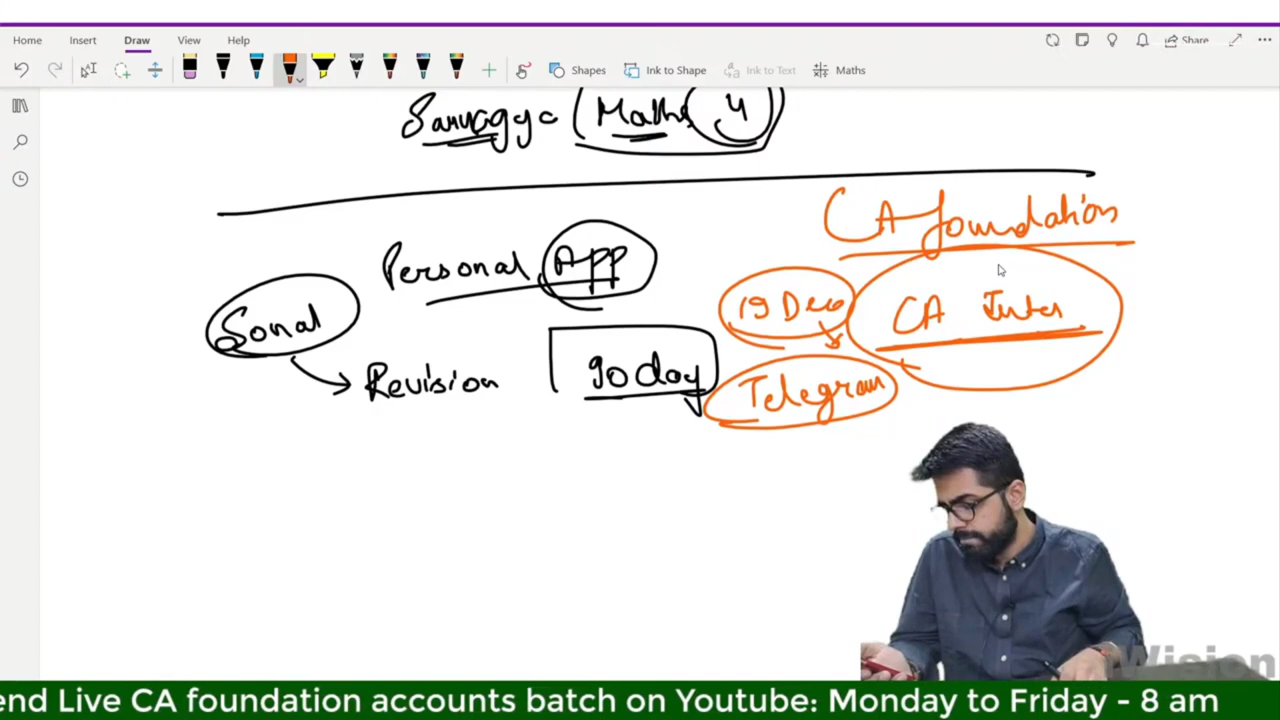 Home Insert Draw View Help
Share
Shapes Ink to Shape Ink to Text Maths
Maths 4
CA foundation
Personal App
19 Dec CA Inter
Sonal
Revision 90 day Telegram
end Live CA foundation accounts batch on Youtube: Monday to Friday - 8 am